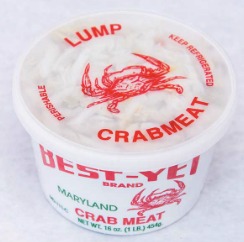 LUMP
KEEP REFRIGERATED
PERISHABLE
CRABMEAT
BEST-YET
BRAND
MARYLAND
CRAB MEAT
NET WT. 16 oz. (1 LB.) 454g